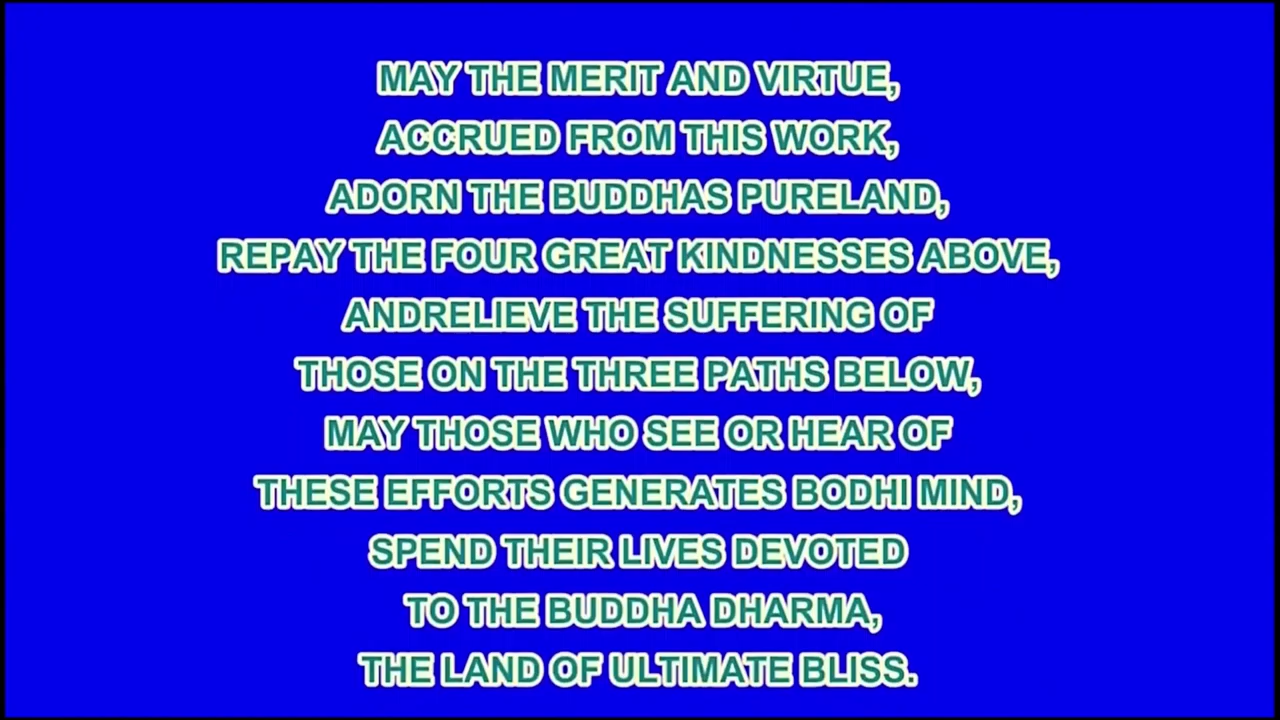 MAY THE MERIT AND VIRTUE,
ACCRUED FROM THIS WORK,
ADORN THE BUDDHAS PURELAND,
REPAY THE FOUR GREAT KINDNESSES ABOVE,
ANDRELIEVE THE SUFFERING OF
THOSE ON THE THREE PATHS BELOW,
MAY THOSE WHO SEE OR HEAR OF
THESE EFFORTS GENERATES BODHI MIND,
SPEND THEIR LIVES DEVOTED
TO THE BUDDHA DHARMA,
THE LAND OF ULTIMATE BLISS.